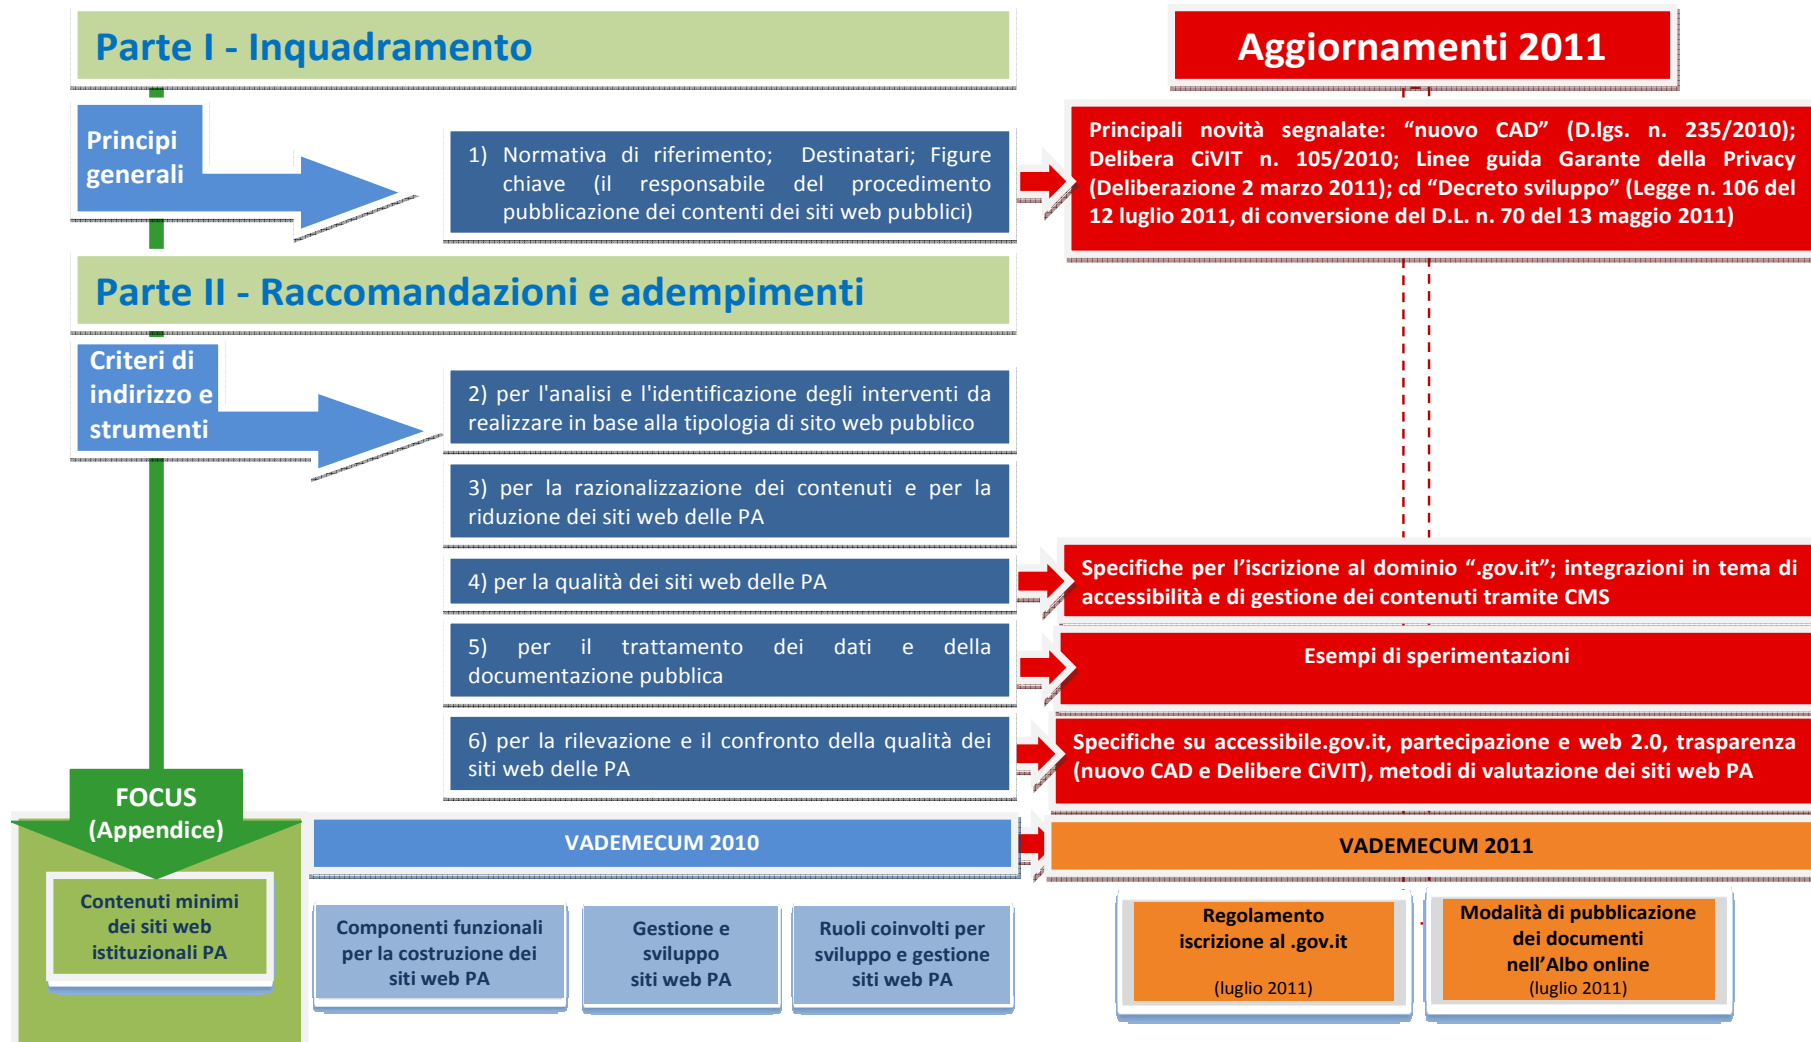 Parte I - Inquadramento
Aggiornamenti 2011
Principi
generali
1) Normativa di riferimento; Destinatari; Figure
chiave (il responsabile del procedimento
pubblicazione dei contenti dei siti web pubblici)
Principali novità segnalate: “nuovo CAD” (D.lgs. n. 235/2010);
Delibera CiVIT n. 105/2010; Linee guida Garante della Privacy
(Deliberazione 2 marzo 2011); cd “Decreto sviluppo” (Legge n. 106 del
12 luglio 2011, di conversione del D.L. n. 70 del 13 maggio 2011)
Parte II - Raccomandazioni e adempimenti
Criteri di
indirizzo e
strumenti
2) per l'analisi e l'identificazione degli interventi da
realizzare in base alla tipologia di sito web pubblico
3) per la razionalizzazione dei contenuti e per la
riduzione dei siti web delle PA
4) per la qualità dei siti web delle PA
Specifiche per l’iscrizione al dominio “.gov.it”; integrazioni in tema di
accessibilità e di gestione dei contenuti tramite CMS
5) per il trattamento dei dati e della
documentazione pubblica
Esempi di sperimentazioni
6) per la rilevazione e il confronto della qualità dei
siti web delle PA
Specifiche su accessibile.gov.it, partecipazione e web 2.0, trasparenza
(nuovo CAD e Delibere CiVIT), metodi di valutazione dei siti web PA
FOCUS
(Appendice)
Contenuti minimi
dei siti web
istituzionali PA
VADEMECUM 2010
VADEMECUM 2011
Componenti funzionali
per la costruzione dei
siti web PA
Gestione e
sviluppo
siti web PA
Ruoli coinvolti per
sviluppo e gestione
siti web PA
Regolamento
iscrizione al .gov.it
(luglio 2011)
Modalità di pubblicazione
dei documenti
nell’Albo online
(luglio 2011)